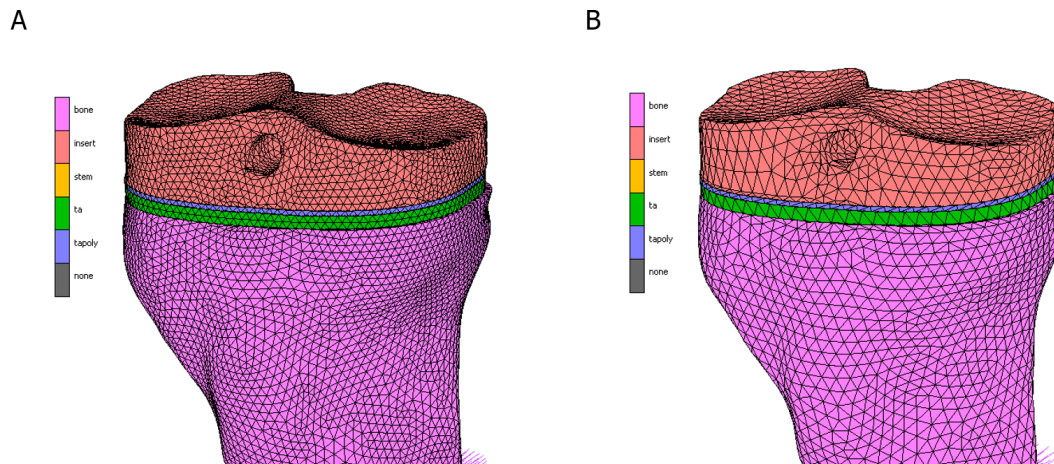 A
B
bone
insert
stem
ta
tapoly
none
bone
insert
stem
ta
tapoly
none